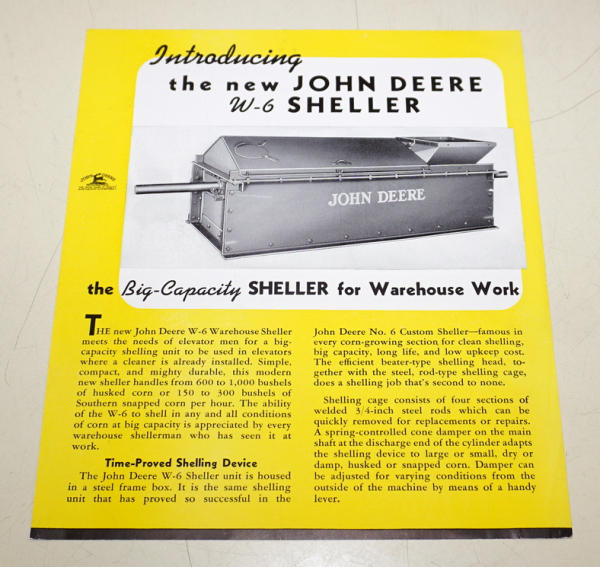 Introducing
the new JOHN DEERE
W-6 SHELLER
JOHN DEERE
JOHN DEERE
the Big-Capacity SHELLER for Warehouse Work
THE new John Deere W-6 Warehouse Sheller
meets the needs of elevator men for a big-
capacity shelling unit to be used in elevators
where a cleaner is already installed. Simple,
compact, and mighty durable, this modern
new sheller handles from 600 to 1,000 bushels
of husked corn or 150 to 300 bushels of
Southern snapped corn per hour. The ability
of the W-6 to shell in any and all conditions
of corn at big capacity is appreciated by every
warehouse shellerman who has seen it at
work.
Time-Proved Shelling Device
The John Deere W-6 Sheller unit is housed
in a steel frame box. It is the same shelling
unit that has proved so successful in the
John Deere No. 6 Custom Sheller—famous in
every corn-growing section for clean shelling,
big capacity, long life, and low upkeep cost.
The efficient beater-type shelling head, to-
gether with the steel, rod-type shelling cage,
does a shelling job that's second to none.
Shelling cage consists of four sections of
welded 3/4-inch steel rods which can be
quickly removed for replacements or repairs.
A spring-controlled cone damper on the main
shaft at the discharge end of the cylinder adapts
the shelling device to large or small, dry or
damp, husked or snapped corn. Damper can
be adjusted for varying conditions from the
outside of the machine by means of a handy
lever.